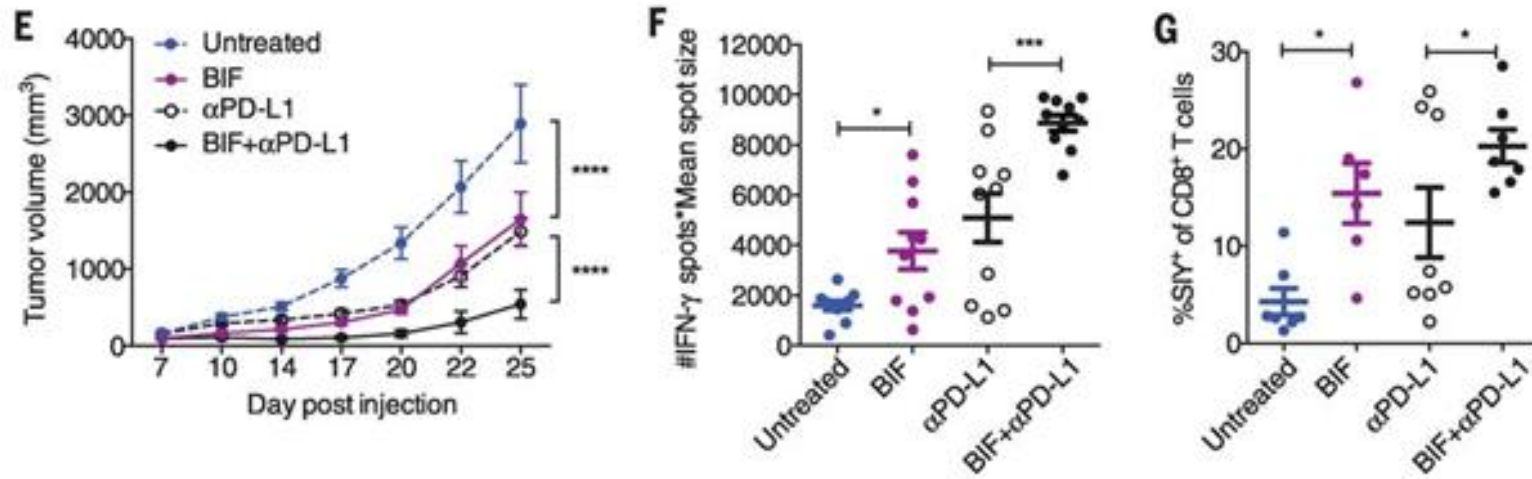 E
Tumor volume (mm³)
4000
3000
2000
1000
0
Untreated
BIF
αPD-L1
BIF+αPD-L1
****
****
7 10 14 17 20 22 25
Day post injection
F
#IFN-γ spots*Mean spot size
12000
10000
8000
6000
4000
2000
0
*
***
Untreated
BIF
αPD-L1
BIF+αPD-L1
G
%SIY⁺ of CD8⁺ T cells
30
20
10
0
*
*
Untreated
BIF
αPD-L1
BIF+αPD-L1